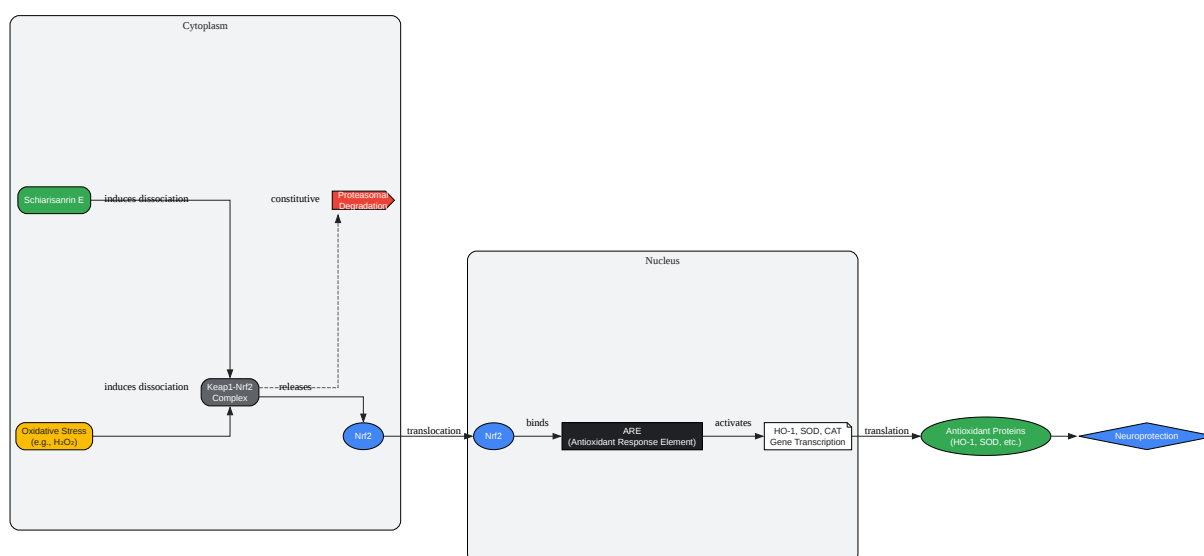 Cytoplasm
Schiarisanrin E
induces dissociation
constitutive
Proteasomal
Degradation
Nucleus
induces dissociation
Keap1-Nrf2
Complex
releases
Oxidative Stress
(e.g., H₂O₂)
Nrf2
translocation
Nrf2
binds
ARE
(Antioxidant Response Element)
activates
HO-1, SOD, CAT
Gene Transcription
translation
Antioxidant Proteins
(HO-1, SOD, etc.)
Neuroprotection